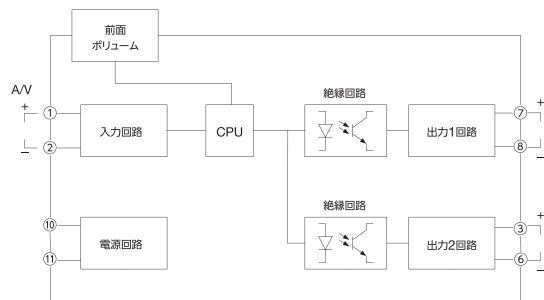 前面
ボリューム
A/V
+
①
②
−
入力回路
CPU
絶縁回路
出力1回路
⑦
⑧
+
−
⑩
⑪
電源回路
絶縁回路
出力2回路
③
⑥
+
−